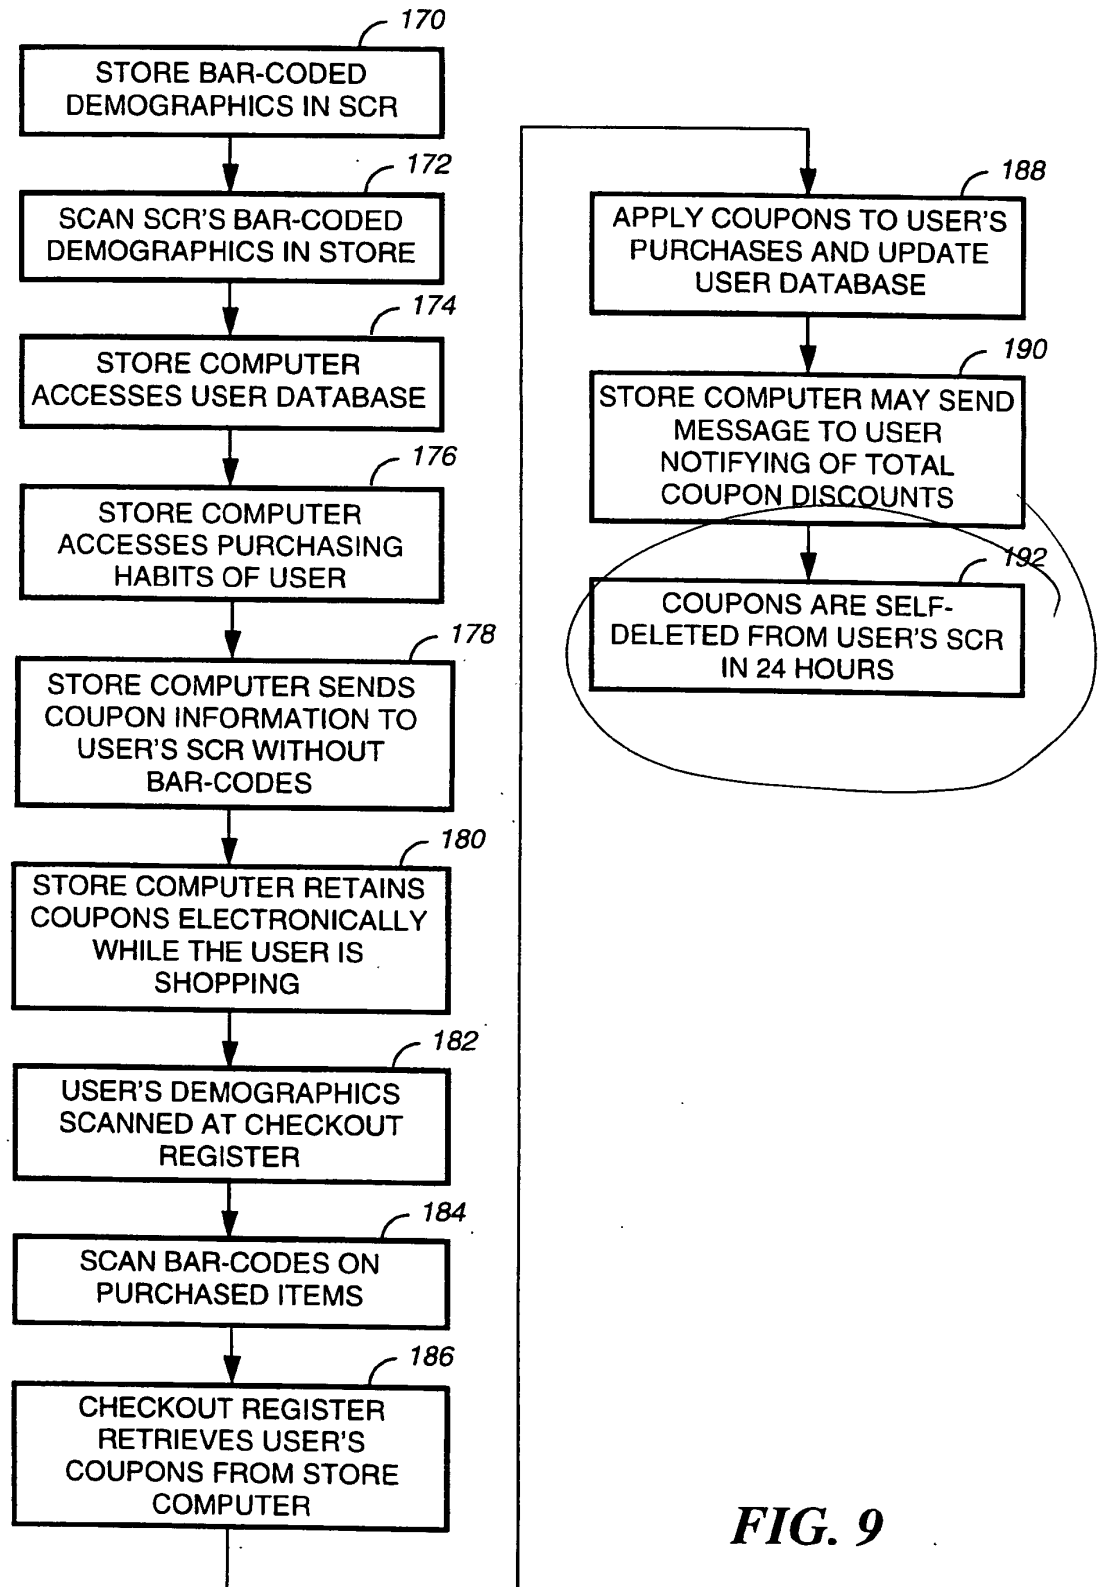 170
STORE BAR-CODED
DEMOGRAPHICS IN SCR
172
SCAN SCR'S BAR-CODED
DEMOGRAPHICS IN STORE
174
STORE COMPUTER
ACCESSES USER DATABASE
176
STORE COMPUTER
ACCESSES PURCHASING
HABITS OF USER
178
STORE COMPUTER SENDS
COUPON INFORMATION TO
USER'S SCR WITHOUT
BAR-CODES
180
STORE COMPUTER RETAINS
COUPONS ELECTRONICALLY
WHILE THE USER IS
SHOPPING
182
USER'S DEMOGRAPHICS
SCANNED AT CHECKOUT
REGISTER
184
SCAN BAR-CODES ON
PURCHASED ITEMS
186
CHECKOUT REGISTER
RETRIEVES USER'S
COUPONS FROM STORE
COMPUTER
188
APPLY COUPONS TO USER'S
PURCHASES AND UPDATE
USER DATABASE
190
STORE COMPUTER MAY SEND
MESSAGE TO USER
NOTIFYING OF TOTAL
COUPON DISCOUNTS
192
COUPONS ARE SELF-
DELETED FROM USER'S SCR
IN 24 HOURS
FIG. 9